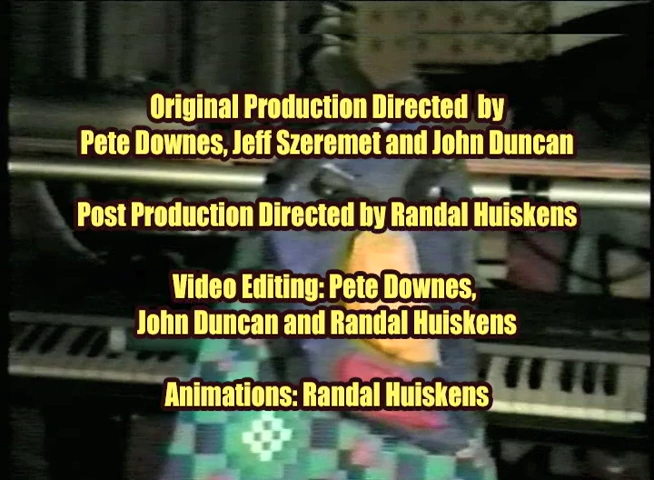 Original Production Directed by
Pete Downes, Jeff Szeremet and John Duncan
Post Production Directed by Randal Huiskens
Video Editing: Pete Downes,
John Duncan and Randal Huiskens
Animations: Randal Huiskens